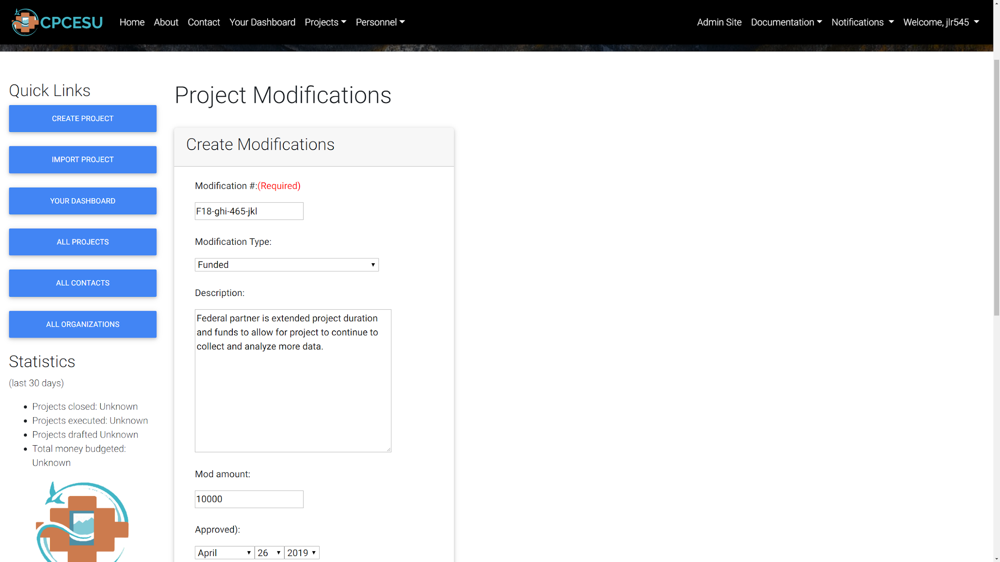 CPCESU
Home About Contact Your Dashboard Projects Personnel
Admin Site Documentation Notifications Welcome, jlr545
Quick Links
CREATE PROJECT
IMPORT PROJECT
YOUR DASHBOARD
ALL PROJECTS
ALL CONTACTS
ALL ORGANIZATIONS
Statistics
(last 30 days)
Projects closed: Unknown
Projects executed: Unknown
Projects drafted Unknown
Total money budgeted:
Unknown
Project Modifications
Create Modifications
Modification #:(Required)
F18-ghi-465-jkl
Modification Type:
Funded
Description:
Federal partner is extended project duration
and funds to allow for project to continue to
collect and analyze more data.
Mod amount:
10000
Approved):
April 26 2019